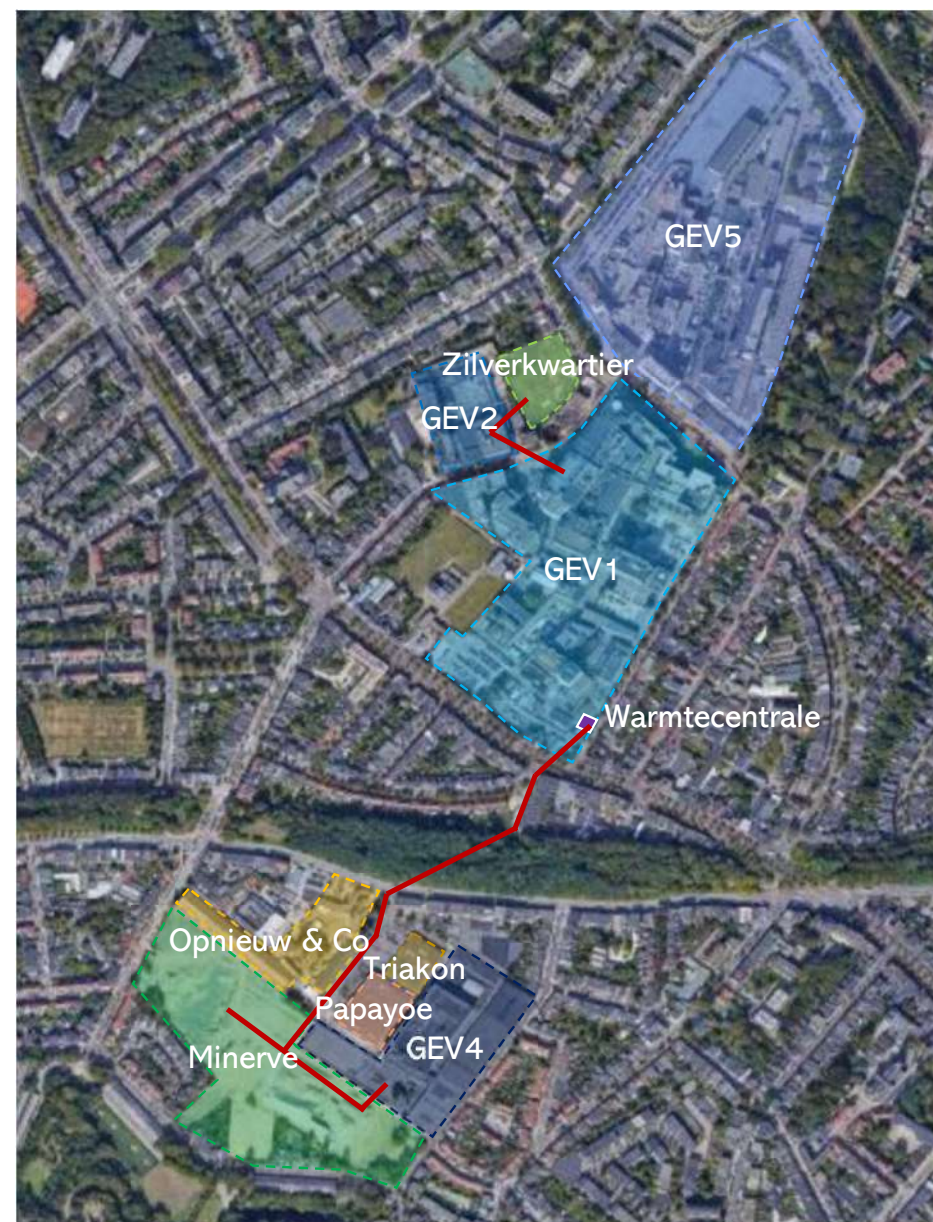 GEV5
Zilverkwartier
GEV2
GEV1
Warmtecentrale
Opnieuw & Co
Triakon
Papayoe
GEV4
Minerve